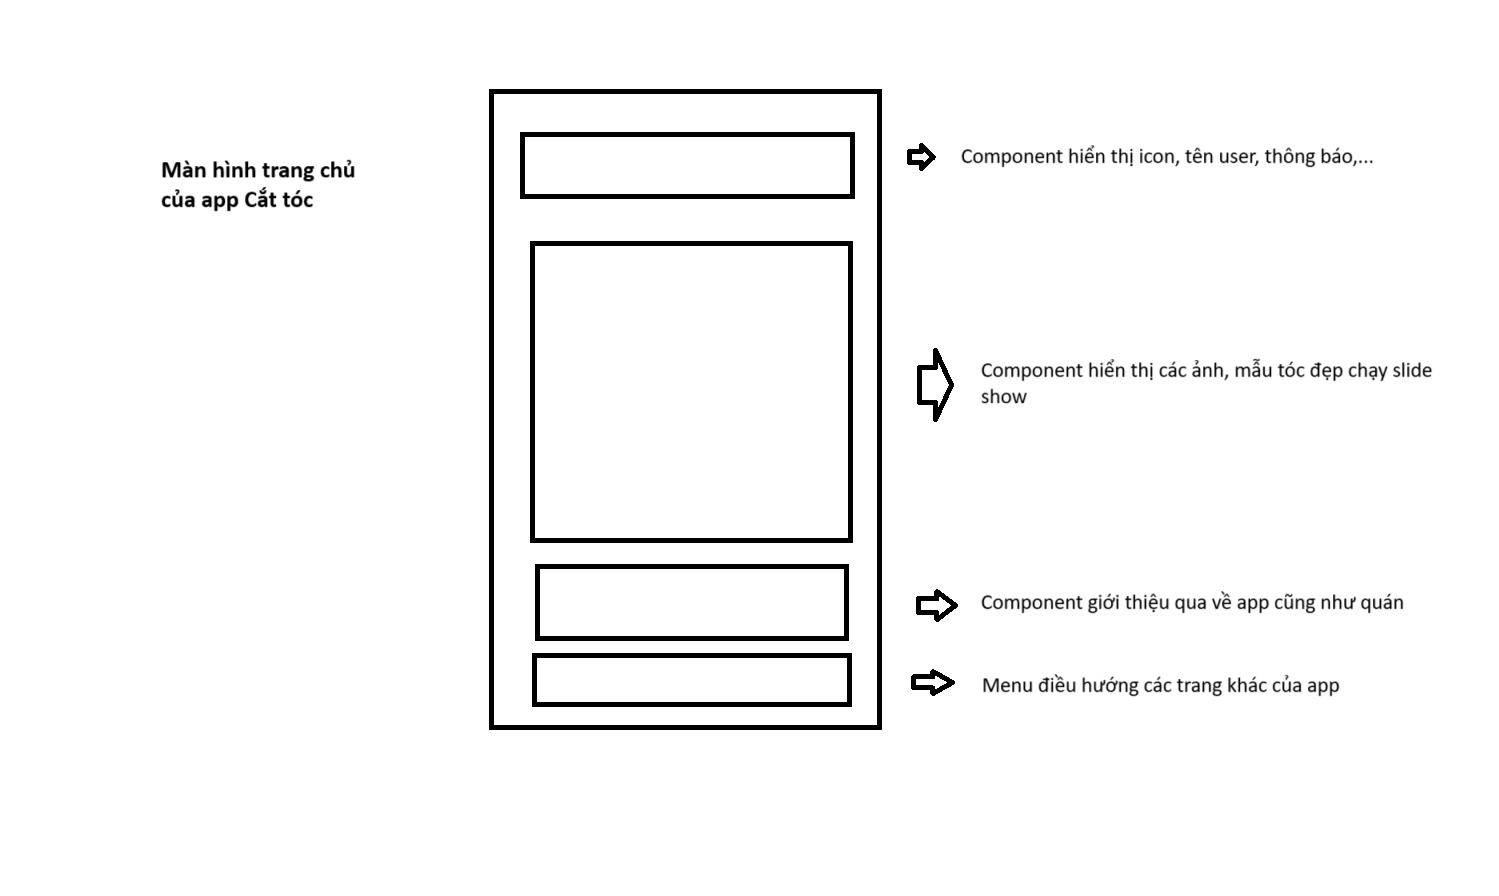 Màn hình trang chủ
của app Cắt tóc
Component hiển thị icon, tên user, thông báo,...
Component hiển thị các ảnh, mẫu tóc đẹp chạy slide
show
Component giới thiệu qua về app cũng như quán
Menu điều hướng các trang khác của app